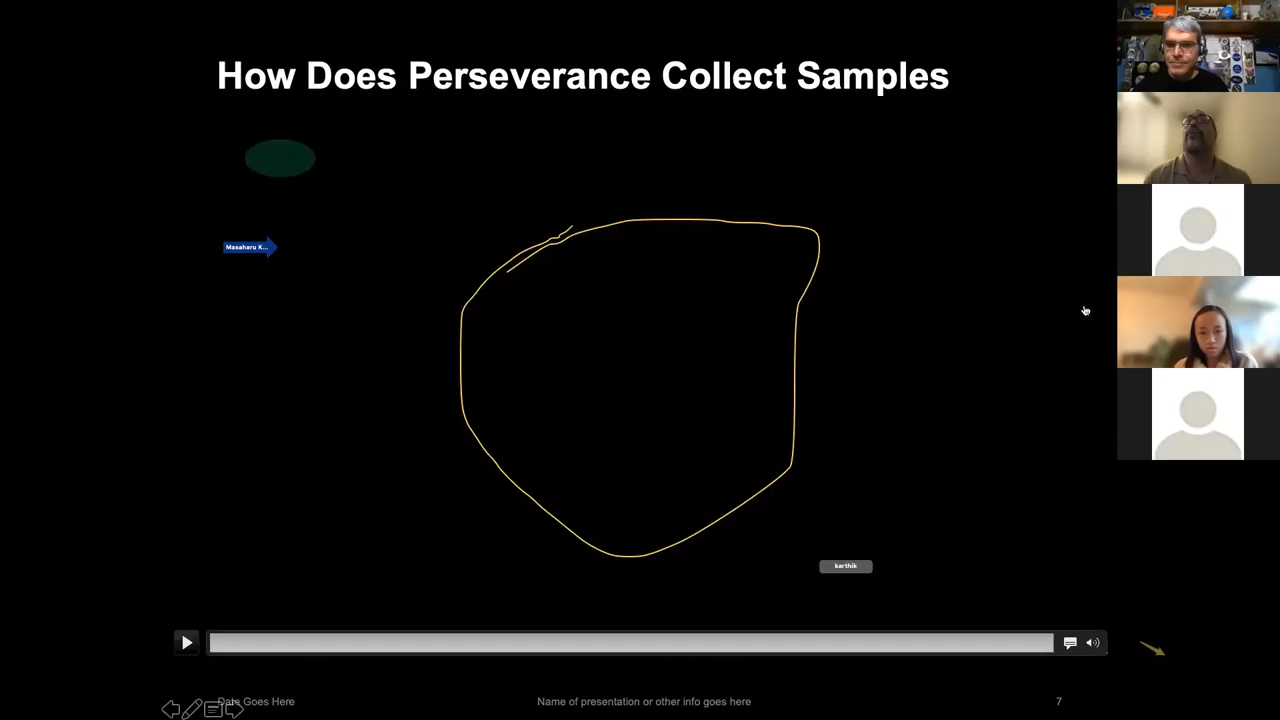 How Does Perseverance Collect Samples
Masaharu K...
karthik
Date Goes Here
Name of presentation or other info goes here
7